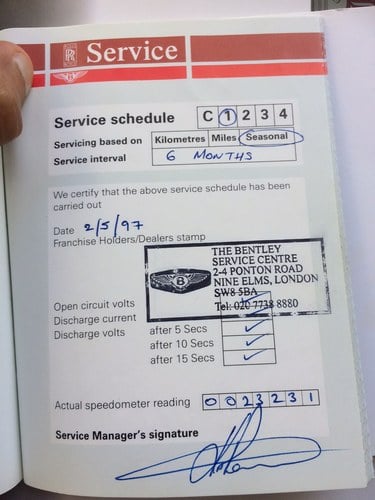 RR Service
Service schedule C 1 2 3 4
Servicing based on Kilometres Miles Seasonal
Service interval 6 MONTHS
We certify that the above service schedule has been
carried out
Date 2/5/97
Franchise Holders/Dealers stamp
THE BENTLEY
SERVICE CENTRE
2-4 PONTON ROAD
NINE ELMS, LONDON
SW8 5BA
Tel: 020 7738 8880
B
Open circuit volts
Discharge current
Discharge volts after 5 Secs
after 10 Secs
after 15 Secs
Actual speedometer reading 0 0 2 3 2 3 1
Service Manager's signature